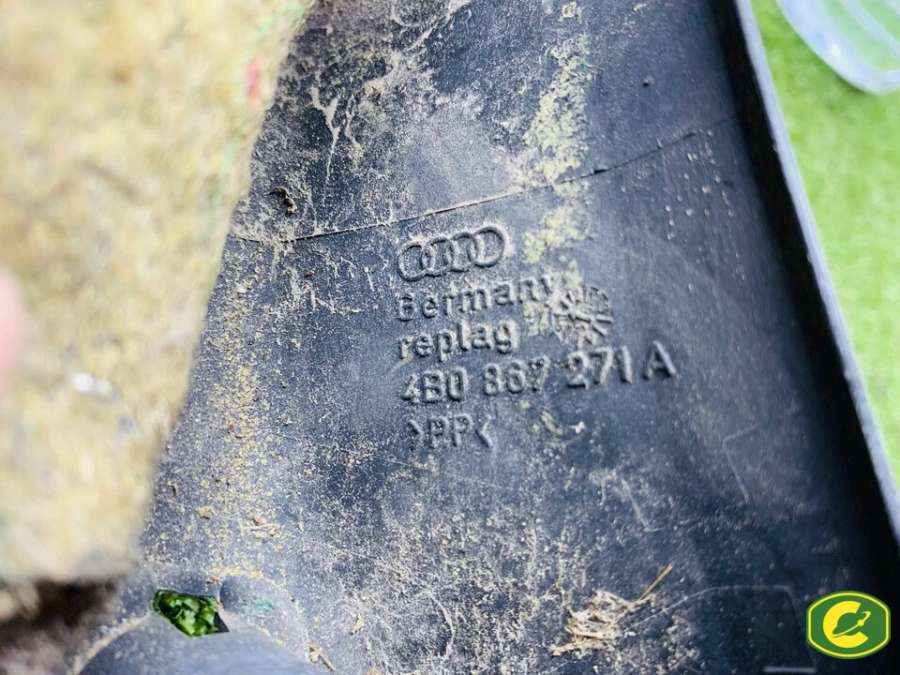 Germany
replag
4B0 867 271 A
>PP<